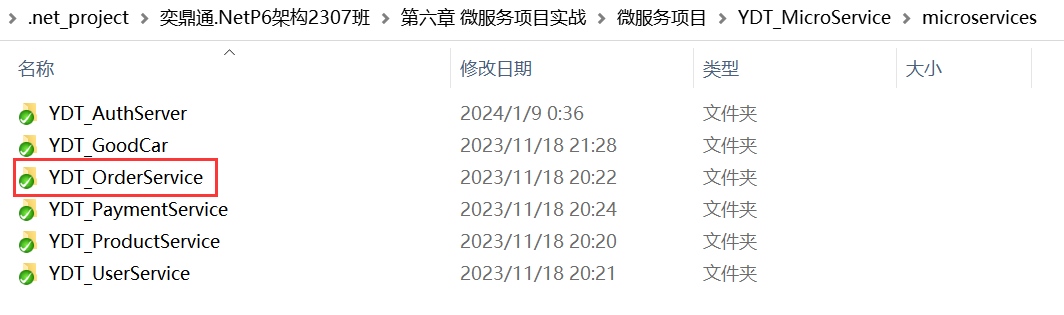 .net_project > 奕鼎通.NetP6架构2307班 > 第六章 微服务项目实战 > 微服务项目 > YDT_MicroService > microservices
名称 修改日期 类型 大小
YDT_AuthServer 2024/1/9 0:36 文件夹
YDT_GoodCar 2023/11/18 21:28 文件夹
YDT_OrderService 2023/11/18 20:22 文件夹
YDT_PaymentService 2023/11/18 20:24 文件夹
YDT_ProductService 2023/11/18 20:20 文件夹
YDT_UserService 2023/11/18 20:21 文件夹